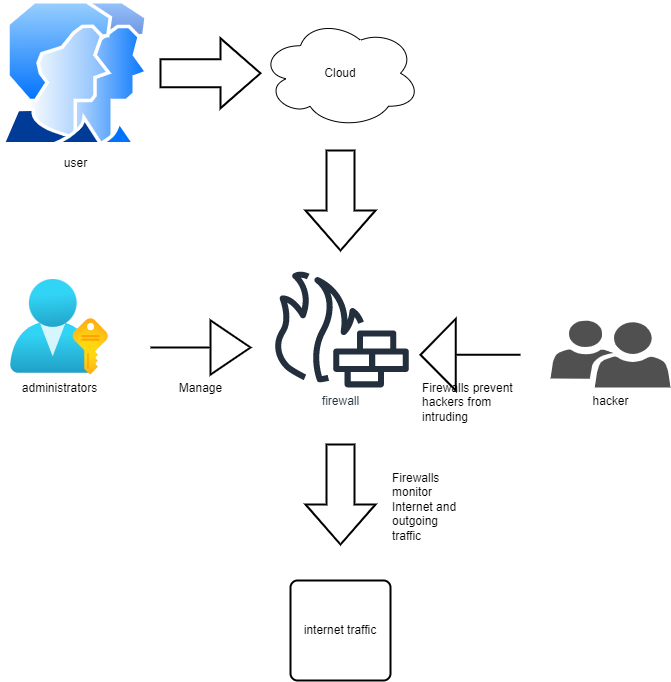 Cloud
user
administrators
Manage
firewall
Firewalls prevent
hackers from
intruding
hacker
Firewalls
monitor
Internet and
outgoing
traffic
internet traffic